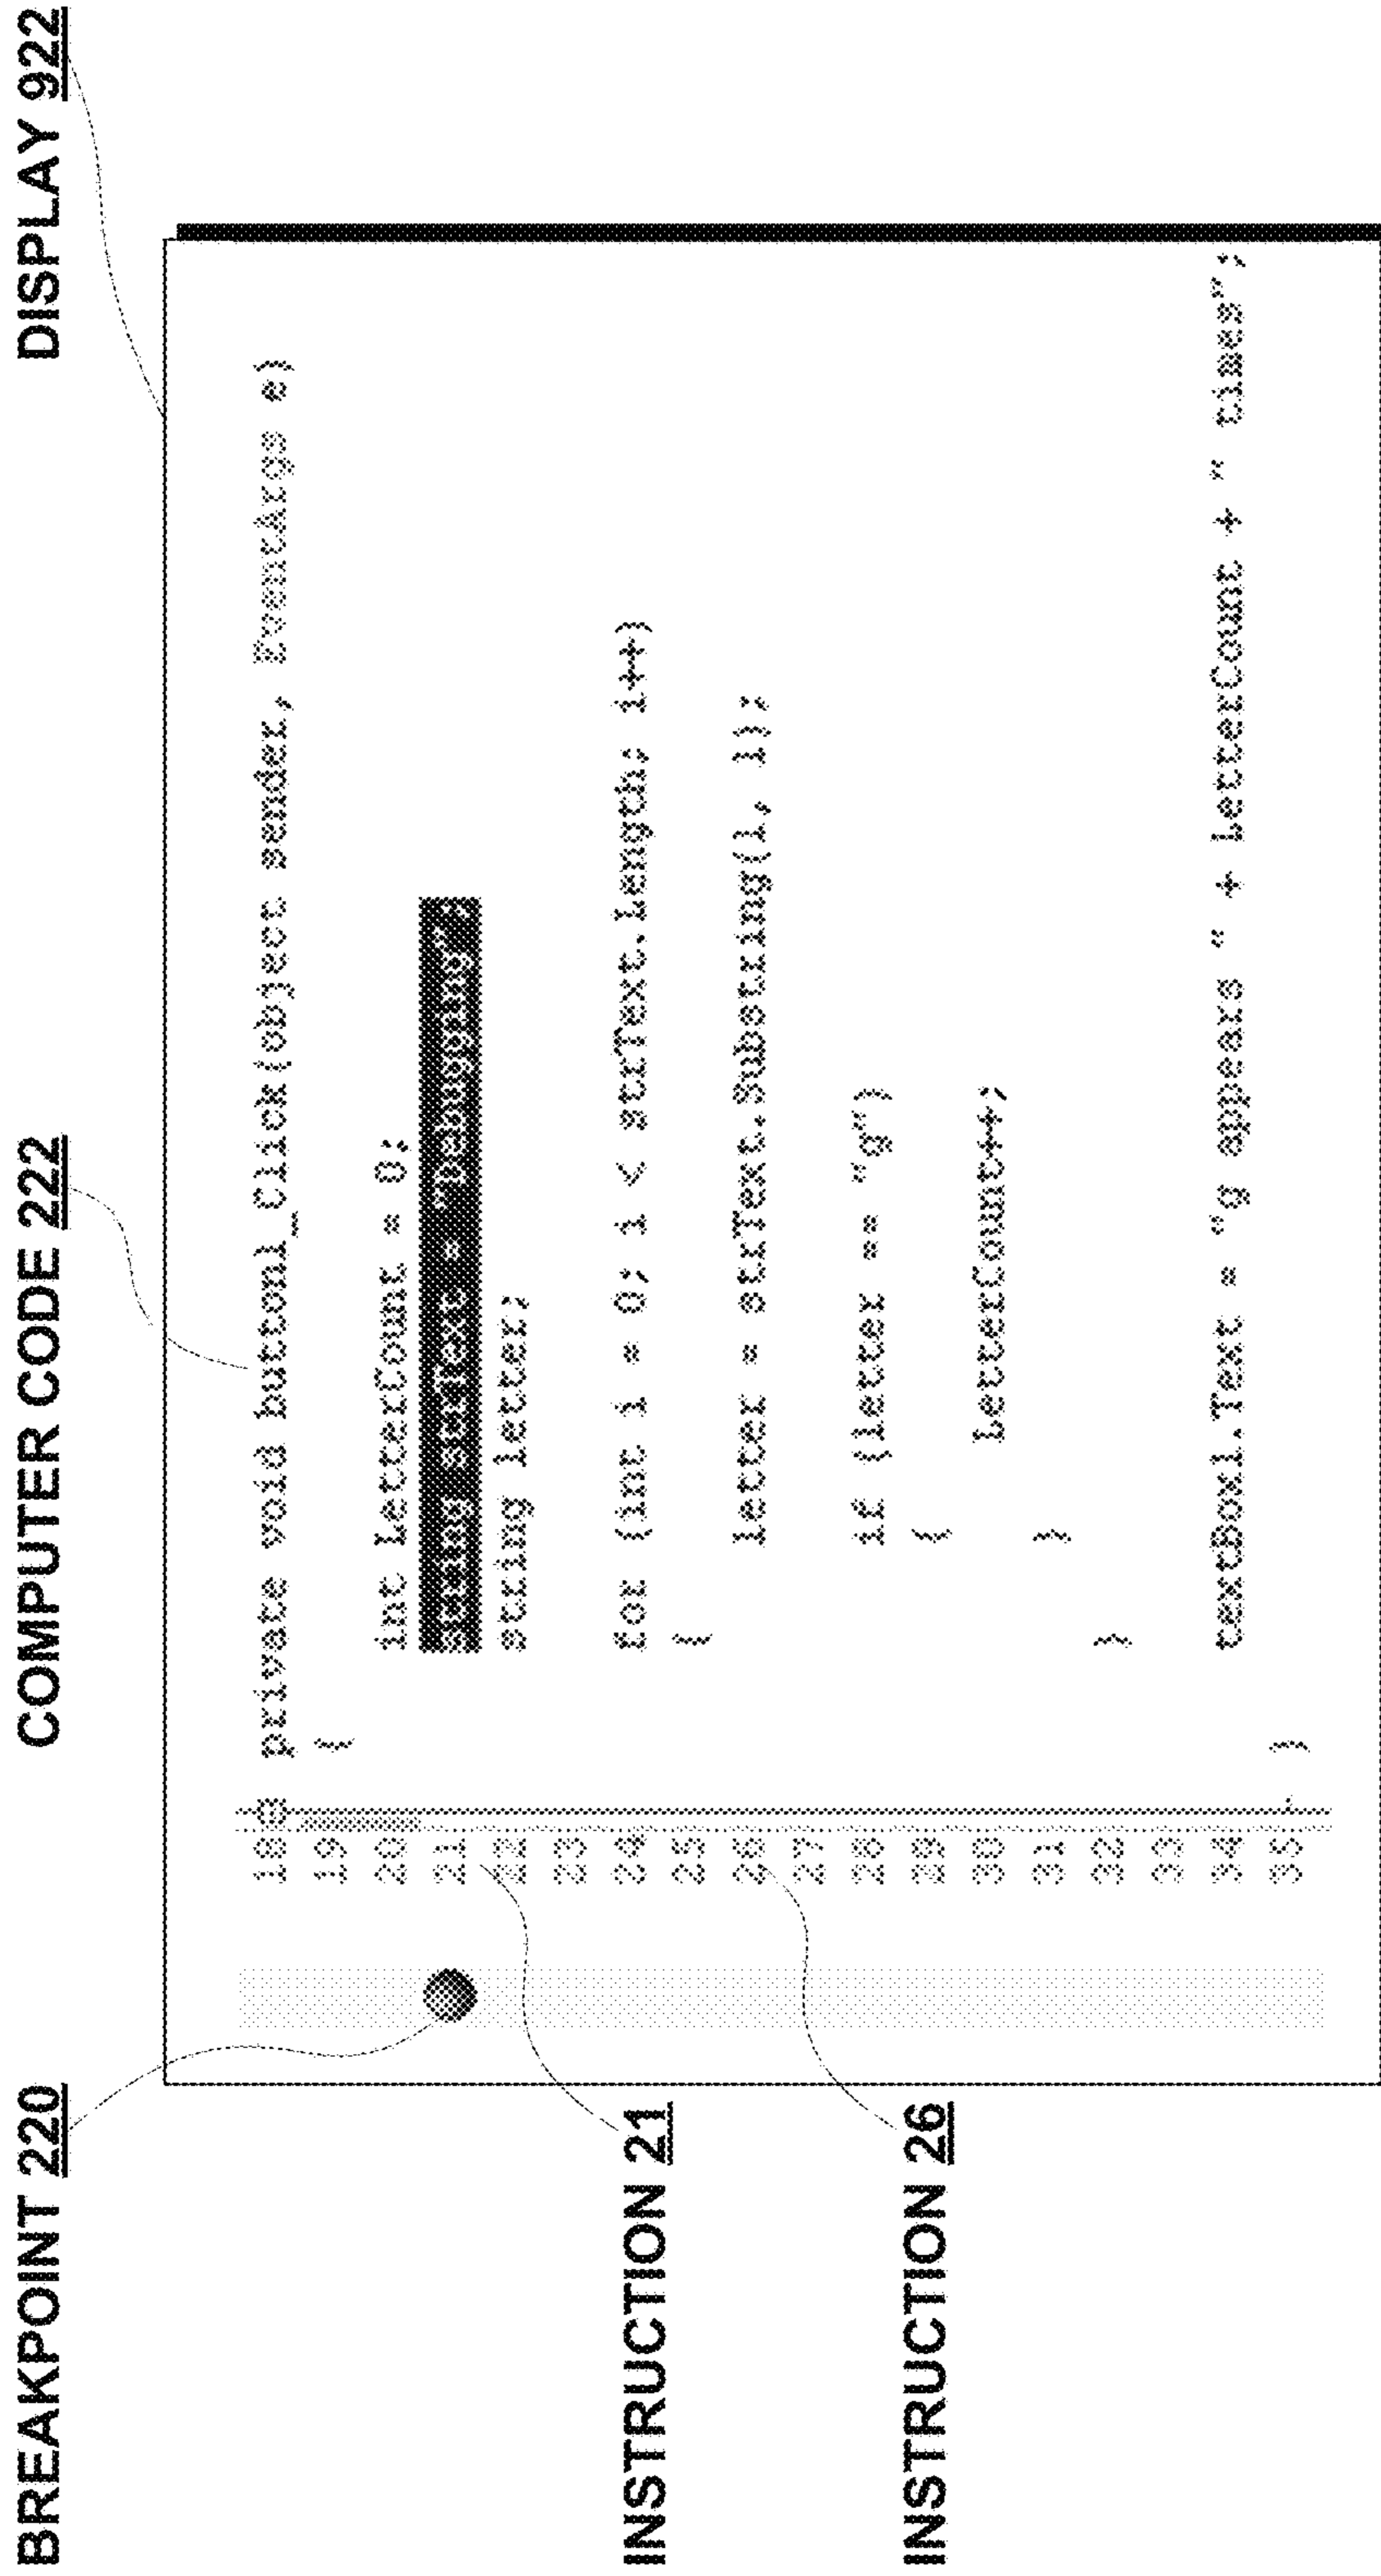 BREAKPOINT 220
COMPUTER CODE 222
DISPLAY 922
INSTRUCTION 21
INSTRUCTION 26
18 private void button1_Click(object sender, EventArgs e)
19 {
20 int LetterCount = 0;
21 string strText = "Debugging";
22 string letter;
23
24 for (int i = 0; i < strText.Length; i++)
25 {
26 letter = strText.Substring(1, 1);
27
28 if (letter == "g")
29 {
30 LetterCount++;
31 }
32 }
33
34 textBox1.Text = "g appears " + LetterCount + " times";
35 }